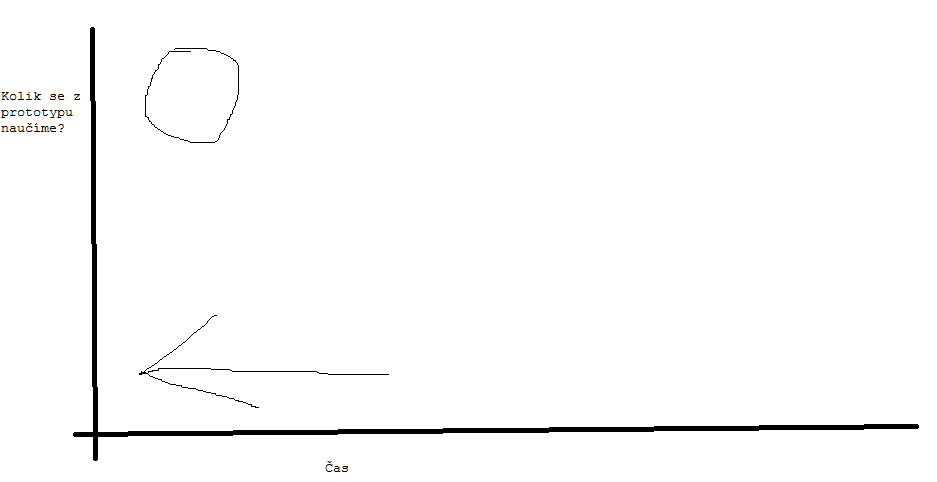 Kolik se z
prototypu
naučíme?
Čas